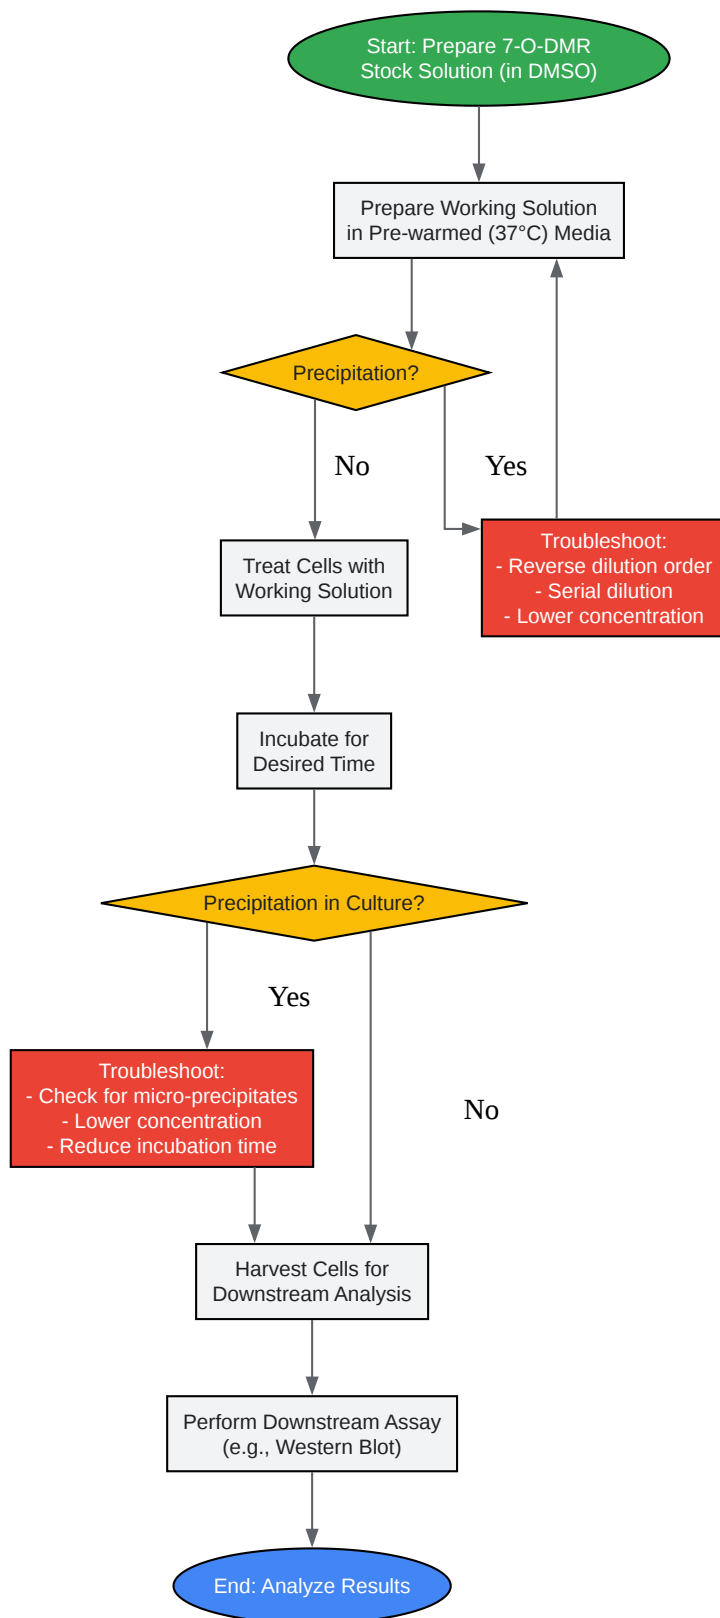 Start: Prepare 7-O-DMR
Stock Solution (in DMSO)
Prepare Working Solution
in Pre-warmed (37°C) Media
Precipitation?
No
Yes
Treat Cells with
Working Solution
Troubleshoot:
- Reverse dilution order
- Serial dilution
- Lower concentration
Incubate for
Desired Time
Precipitation in Culture?
Yes
Troubleshoot:
- Check for micro-precipitates
- Lower concentration
- Reduce incubation time
No
Harvest Cells for
Downstream Analysis
Perform Downstream Assay
(e.g., Western Blot)
End: Analyze Results